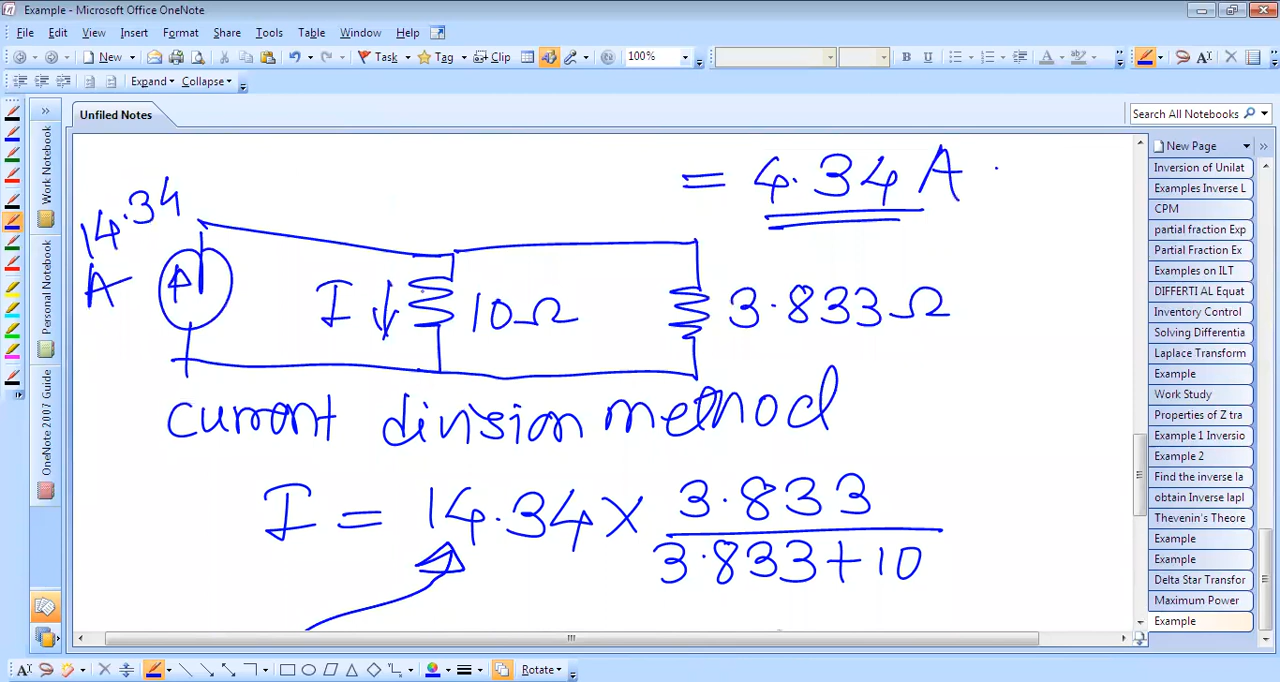 Example - Microsoft Office OneNote
File Edit View Insert Format Share Tools Table Window Help
New Task Tag Clip 100% B U A
Expand Collapse
Unfiled Notes
Search All Notebooks
Work Notebook
Personal Notebook
OneNote 2007 Guide
= 4.34 A
14.34
A
I 10Ω 3.833Ω
current division method
I = 14.34 × 3.833
3.833+10
New Page
Inversion of Unilat
Examples Inverse L
CPM
partial fraction Exp
Partial Fraction Ex
Examples on ILT
DIFFERTI AL Equat
Inventory Control
Solving Differentia
Laplace Transform
Example
Work Study
Properties of Z tra
Example 1 Inversio
Example 2
Find the inverse la
obtain Inverse lapl
Thevenin's Theore
Example
Example
Delta Star Transfor
Maximum Power
Example
Rotate